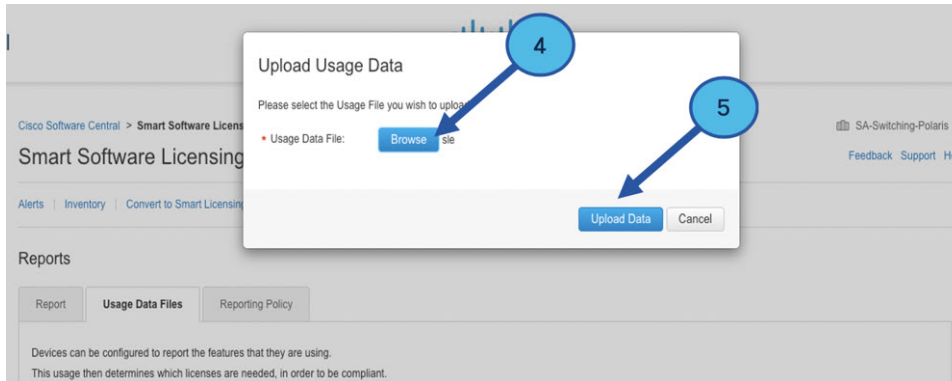 4
Upload Usage Data
Please select the Usage File you wish to upload
5
Cisco Software Central > Smart Software Licens
SA-Switching-Polaris
• Usage Data File: Browse sle
Smart Software Licensing
Feedback Support
Alerts | Inventory | Convert to Smart Licensing
Upload Data Cancel
Reports
Report Usage Data Files Reporting Policy
Devices can be configured to report the features that they are using.
This usage then determines which licenses are needed, in order to be compliant.